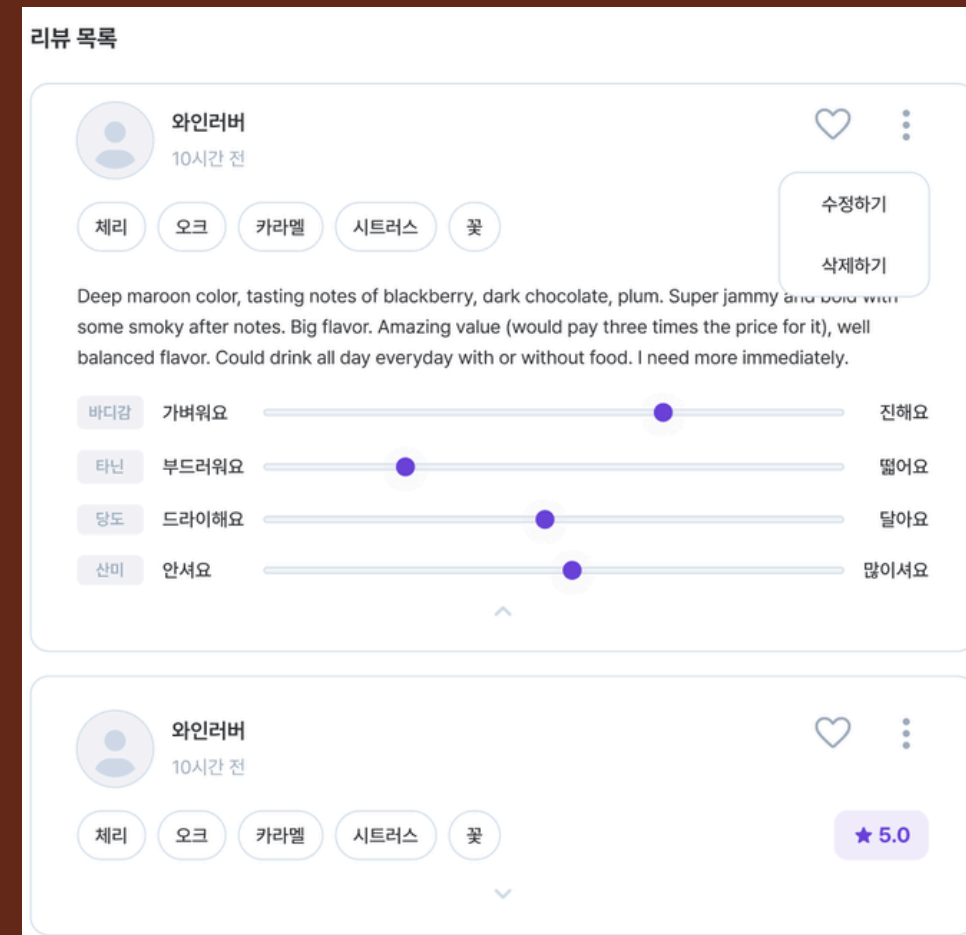 리뷰 목록
와인러버
10시간 전
수정하기
삭제하기
체리 오크 카라멜 시트러스 꽃
Deep maroon color, tasting notes of blackberry, dark chocolate, plum. Super jammy and bold with
some smoky after notes. Big flavor. Amazing value (would pay three times the price for it), well
balanced flavor. Could drink all day everyday with or without food. I need more immediately.
바디감 가벼워요 진해요
타닌 부드러워요 떫어요
당도 드라이해요 달아요
산미 안셔요 많이셔요
와인러버
10시간 전
체리 오크 카라멜 시트러스 꽃 5.0